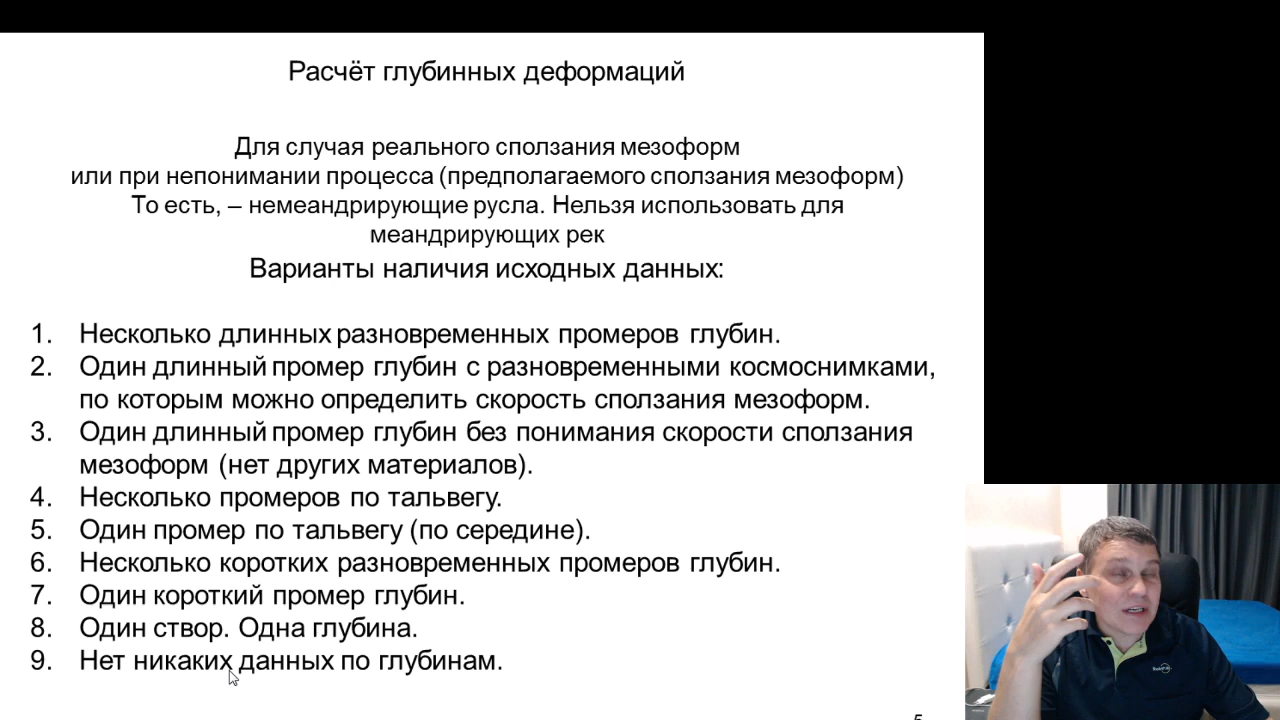 Расчёт глубинных деформаций
Для случая реального сползания мезоформ
или при непонимании процесса (предполагаемого сползания мезоформ)
То есть, – немеандрирующие русла. Нельзя использовать для
меандрирующих рек
Варианты наличия исходных данных:
1. Несколько длинных разновременных промеров глубин.
2. Один длинный промер глубин с разновременными космоснимками,
по которым можно определить скорость сползания мезоформ.
3. Один длинный промер глубин без понимания скорости сползания
мезоформ (нет других материалов).
4. Несколько промеров по тальвегу.
5. Один промер по тальвегу (по середине).
6. Несколько коротких разновременных промеров глубин.
7. Один короткий промер глубин.
8. Один створ. Одна глубина.
9. Нет никаких данных по глубинам.